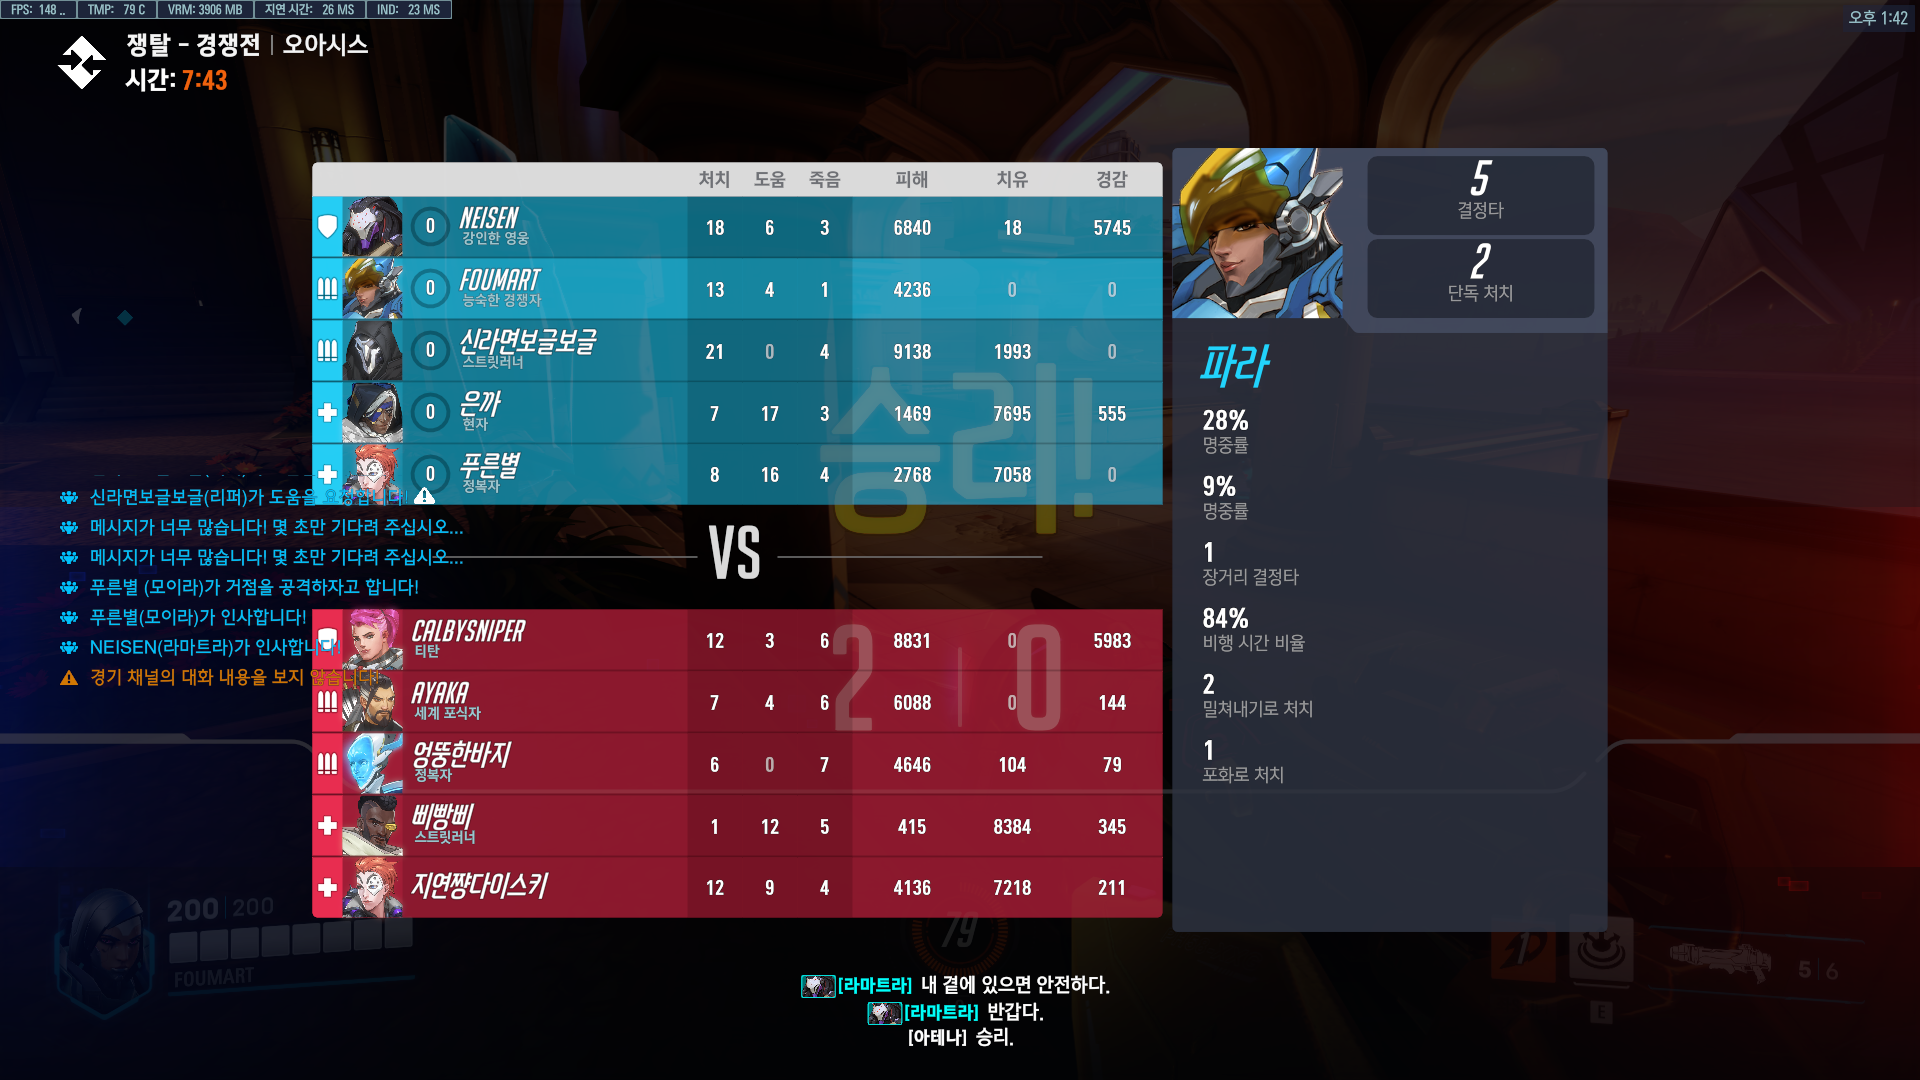 FPS: 148 .. TMP: 79 C VRM: 3906 MB 지연 시간: 26 MS IND: 23 MS
오후 1:42
쟁탈 - 경쟁전 | 오아시스
시간: 7:43
처치 도움 죽음 피해 치유 경감
0 NEISEN 18 6 3 6840 18 5745
강인한 영웅
0 FOUMART 13 4 1 4236 0 0
능숙한 경쟁자
0 신라면보글보글 21 0 4 9138 1993 0
스트릿러너
0 은까 7 17 3 1469 7695 555
현자
0 푸른별 8 16 4 2768 7058 0
정복자
승리!
신라면보글보글(리퍼)가 도움을 요청합니다!
메시지가 너무 많습니다! 몇 초만 기다려 주십시오...
메시지가 너무 많습니다! 몇 초만 기다려 주십시오...
푸른별 (모이라)가 거점을 공격하자고 합니다!
푸른별(모이라)가 인사합니다!
NEISEN(라마트라)가 인사합니다!
경기 채널의 대화 내용을 보지 않습니다!
VS
CALBYSNIPER 12 3 6 8831 0 5983
티탄
2 | 0
AYAKA 7 4 6 6088 0 144
세계 포식자
엉뚱한바지 6 0 7 4646 104 79
정복자
삐빵삐 1 12 5 415 8384 345
스트릿러너
지연쨩다이스키 12 9 4 4136 7218 211
5
결정타
2
단독 처치
파라
28%
명중률
9%
명중률
1
장거리 결정타
84%
비행 시간 비율
2
밀쳐내기로 처치
1
포화로 처치
200 | 200
FOUMART
79
1
5 | 6
E
[라마트라] 내 곁에 있으면 안전하다.
[라마트라] 반갑다.
[아테나] 승리.